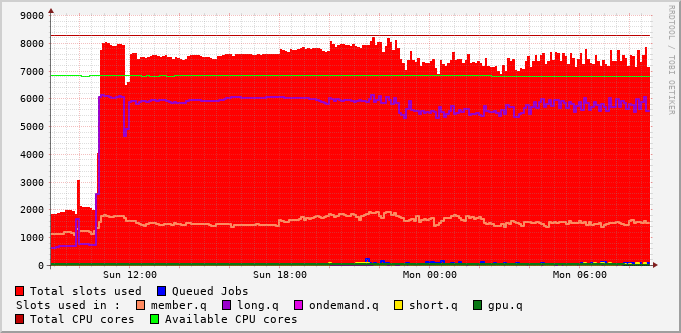 9000
8000
7000
6000
5000
4000
3000
2000
1000
0
Sun 12:00 Sun 18:00 Mon 00:00 Mon 06:00
Total slots used Queued Jobs
Slots used in : member.q long.q ondemand.q short.q gpu.q
Total CPU cores Available CPU cores
RRDTOOL / TOBI OETIKER